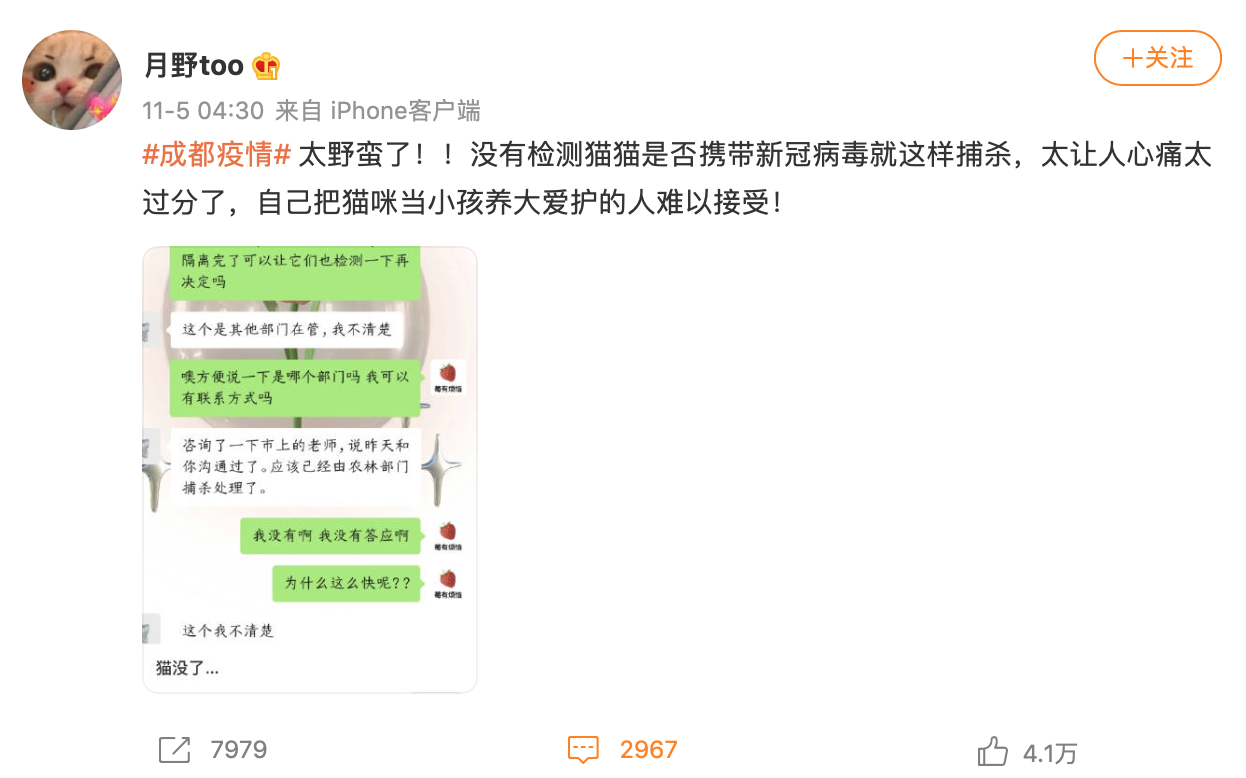 月野too
+关注
11-5 04:30 来自 iPhone客户端
#成都疫情# 太野蛮了！！没有检测猫猫是否携带新冠病毒就这样捕杀，太让人心痛太
过分了，自己把猫咪当小孩养大爱护的人难以接受！
隔离完了可以让它们也检测一下再
决定吗
这个是其他部门在管，我不清楚
噢方便说一下是哪个部门吗 我可以
有联系方式吗
莓有烦恼
咨询了一下市上的老师，说昨天和
你沟通过了。应该已经由农林部门
捕杀处理了。
我没有啊 我没有答应啊
莓有烦恼
为什么这么快呢??
莓有烦恼
这个我不清楚
猫没了...
7979
2967
4.1万